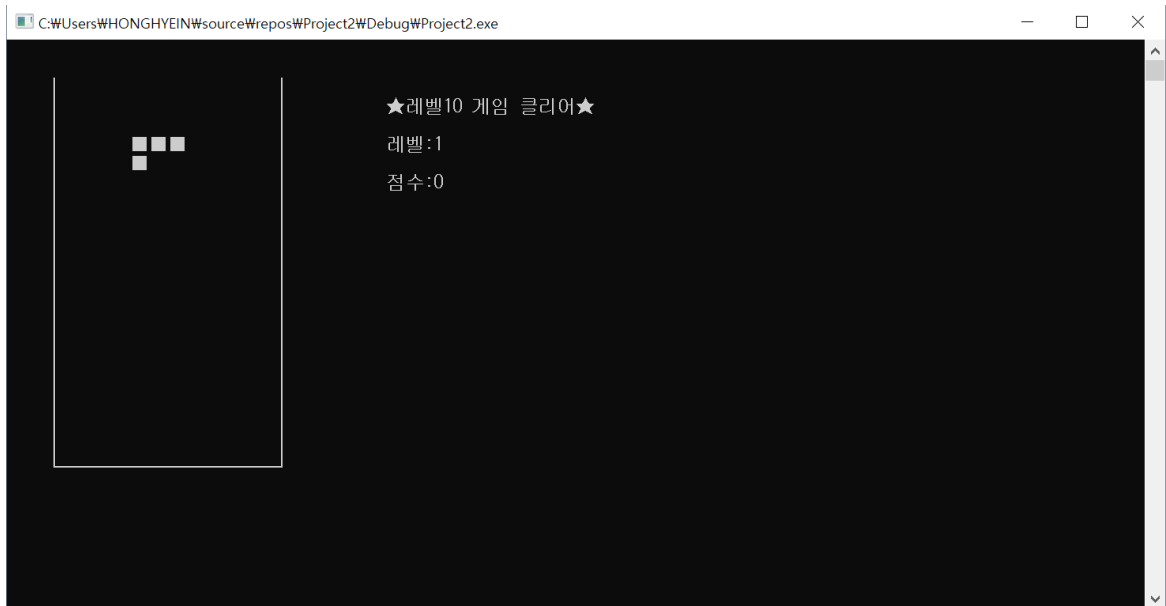 C:₩Users₩HONGHYEIN₩source₩repos₩Project2₩Debug₩Project2.exe
★레벨10 게임 클리어★
레벨:1
점수:0